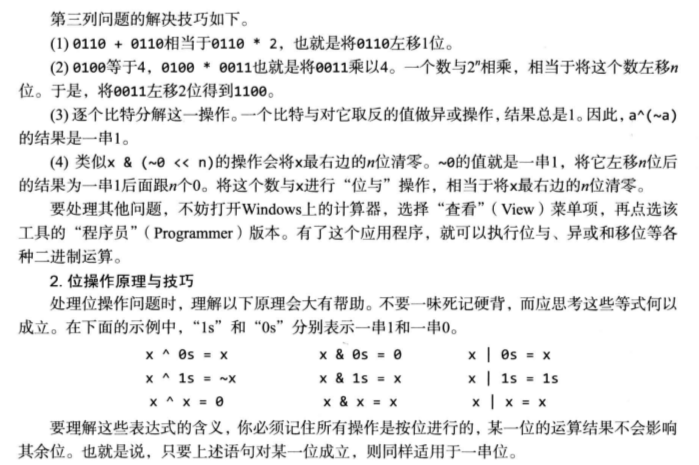 第三列问题的解决技巧如下。
(1) 0110 + 0110相当于0110 * 2，也就是将0110左移1位。
(2) 0100等于4，0100 * 0011也就是将0011乘以4。一个数与2ⁿ相乘，相当于将这个数左移n
位。于是，将0011左移2位得到1100。
(3) 逐个比特分解这一操作。一个比特与对它取反的值做异或操作，结果总是1。因此，a^(~a)
的结果是一串1。
(4) 类似x & (~0 << n)的操作会将x最右边的n位清零。~0的值就是一串1，将它左移n位后
的结果为一串1后面跟n个0。将这个数与x进行“位与”操作，相当于将x最右边的n位清零。
要处理其他问题，不妨打开Windows上的计算器，选择“查看”（View）菜单项，再点选该
工具的“程序员”（Programmer）版本。有了这个应用程序，就可以执行位与、异或和移位等各
种二进制运算。
2. 位操作原理与技巧
处理位操作问题时，理解以下原理会大有帮助。不要一味死记硬背，而应思考这些等式何以
成立。在下面的示例中，“1s”和“0s”分别表示一串1和一串0。
x ^ 0s = x x & 0s = 0 x | 0s = x
x ^ 1s = ~x x & 1s = x x | 1s = 1s
x ^ x = 0 x & x = x x | x = x
要理解这些表达式的含义，你必须记住所有操作是按位进行的，某一位的运算结果不会影响
其余位。也就是说，只要上述语句对某一位成立，则同样适用于一串位。